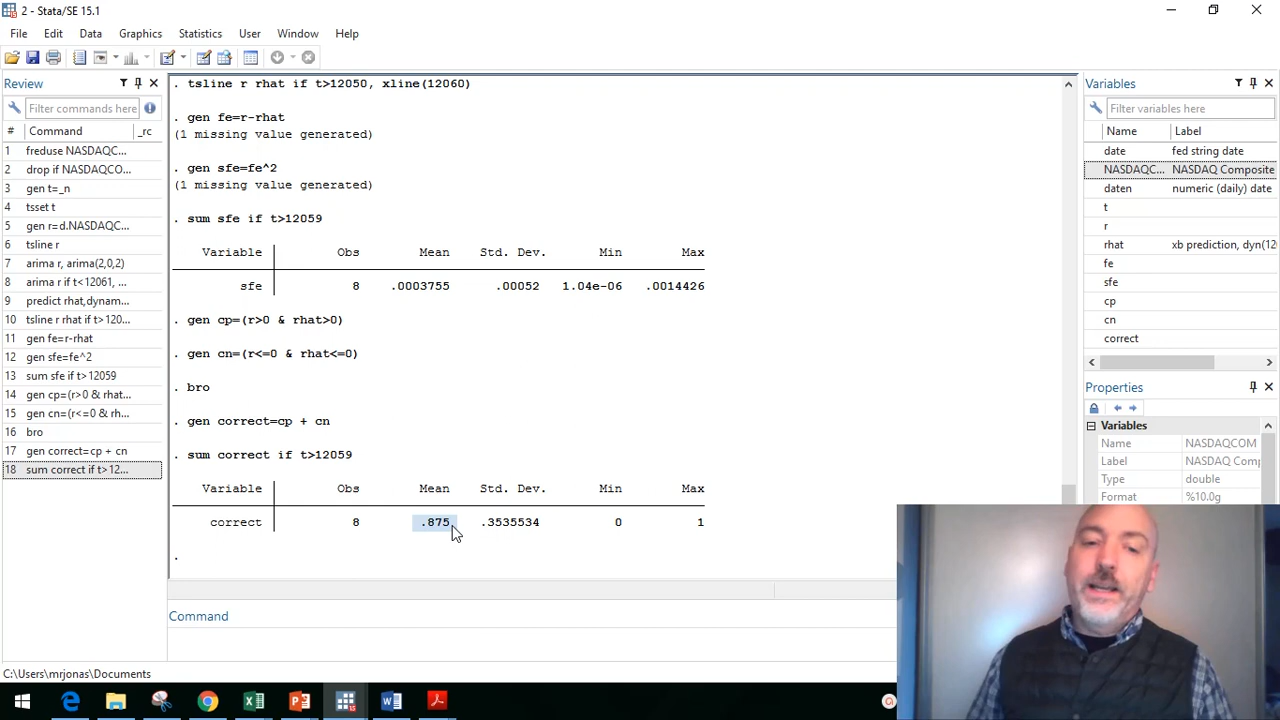 2 - Stata/SE 15.1
File Edit Data Graphics Statistics User Window Help
Review
Filter commands here
# Command _rc
1 freduse NASDAQC...
2 drop if NASDAQCO...
3 gen t=_n
4 tsset t
5 gen r=d.NASDAQC...
6 tsline r
7 arima r, arima(2,0,2)
8 arima r if t<12061, ...
9 predict rhat,dynam...
10 tsline r rhat if t>120...
11 gen fe=r-rhat
12 gen sfe=fe^2
13 sum sfe if t>12059
14 gen cp=(r>0 & rhat...
15 gen cn=(r<=0 & rh...
16 bro
17 gen correct=cp + cn
18 sum correct if t>12...
. tsline r rhat if t>12050, xline(12060)
. gen fe=r-rhat
(1 missing value generated)
. gen sfe=fe^2
(1 missing value generated)
. sum sfe if t>12059
Variable Obs Mean Std. Dev. Min Max
sfe 8 .0003755 .00052 1.04e-06 .0014426
. gen cp=(r>0 & rhat>0)
. gen cn=(r<=0 & rhat<=0)
. bro
. gen correct=cp + cn
. sum correct if t>12059
Variable Obs Mean Std. Dev. Min Max
correct 8 .875 .3535534 0 1
.
Command
Variables
Filter variables here
Name Label
date fed string date
NASDAQC... NASDAQ Composite
daten numeric (daily) date
t
r
rhat xb prediction, dyn(12
fe
sfe
cp
cn
correct
Properties
Variables
Name NASDAQCOM
Label NASDAQ Comp
Type double
Format %10.0g
C:\Users\mrjonas\Documents